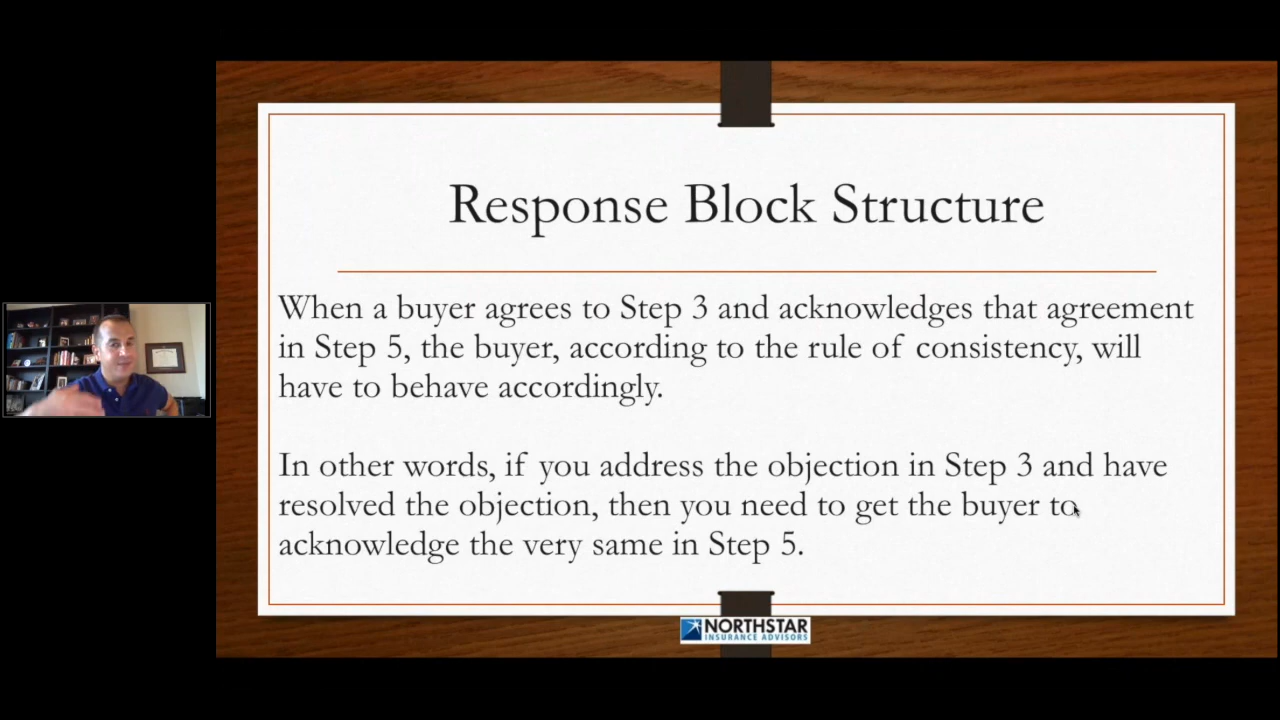 Response Block Structure
When a buyer agrees to Step 3 and acknowledges that agreement
in Step 5, the buyer, according to the rule of consistency, will
have to behave accordingly.
In other words, if you address the objection in Step 3 and have
resolved the objection, then you need to get the buyer to
acknowledge the very same in Step 5.
NORTHSTAR
INSURANCE ADVISORS